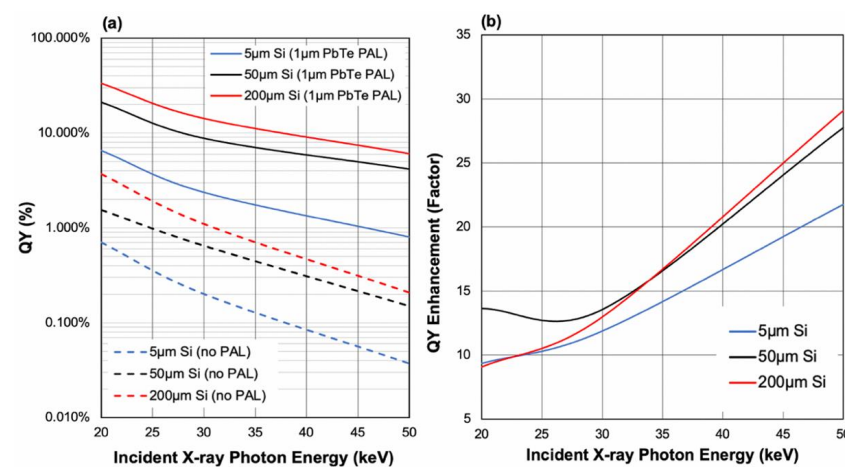 (a)
100.000%
10.000%
1.000%
0.100%
0.010%
QY (%)
5µm Si (1µm PbTe PAL)
50µm Si (1µm PbTe PAL)
200µm Si (1µm PbTe PAL)
5µm Si (no PAL)
50µm Si (no PAL)
200µm Si (no PAL)
20 25 30 35 40 45 50
Incident X-ray Photon Energy (keV)
(b)
35
30
25
20
15
10
5
QY Enhancement (Factor)
5µm Si
50µm Si
200µm Si
20 25 30 35 40 45 50
Incident X-ray Photon Energy (keV)